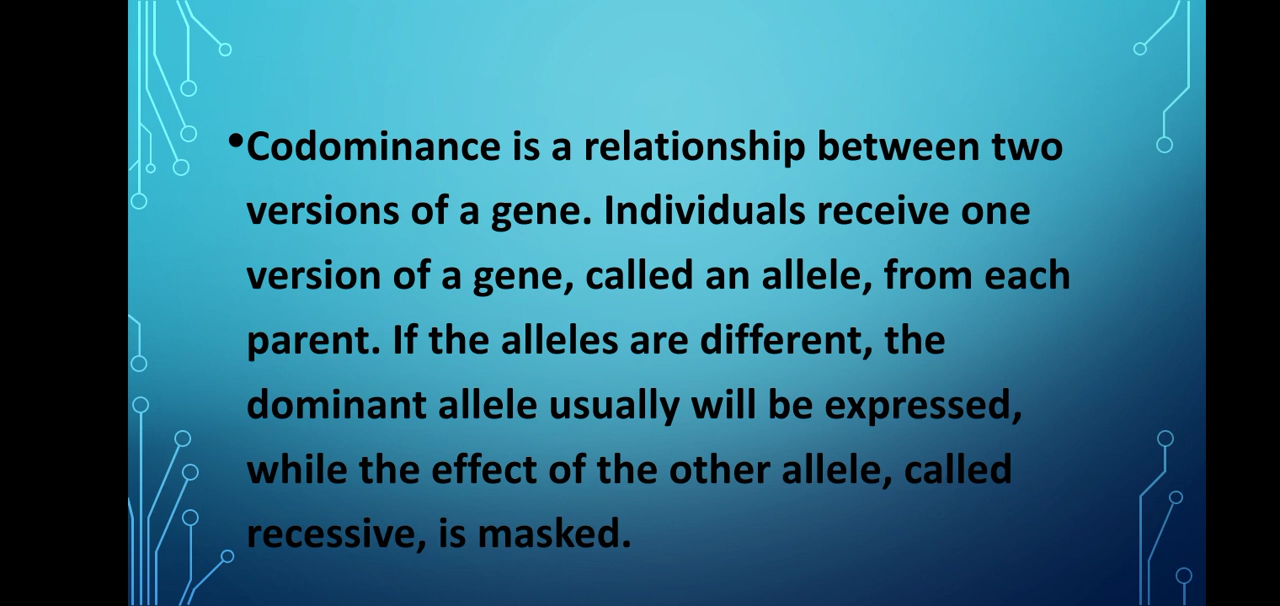 •Codominance is a relationship between two
versions of a gene. Individuals receive one
version of a gene, called an allele, from each
parent. If the alleles are different, the
dominant allele usually will be expressed,
while the effect of the other allele, called
recessive, is masked.